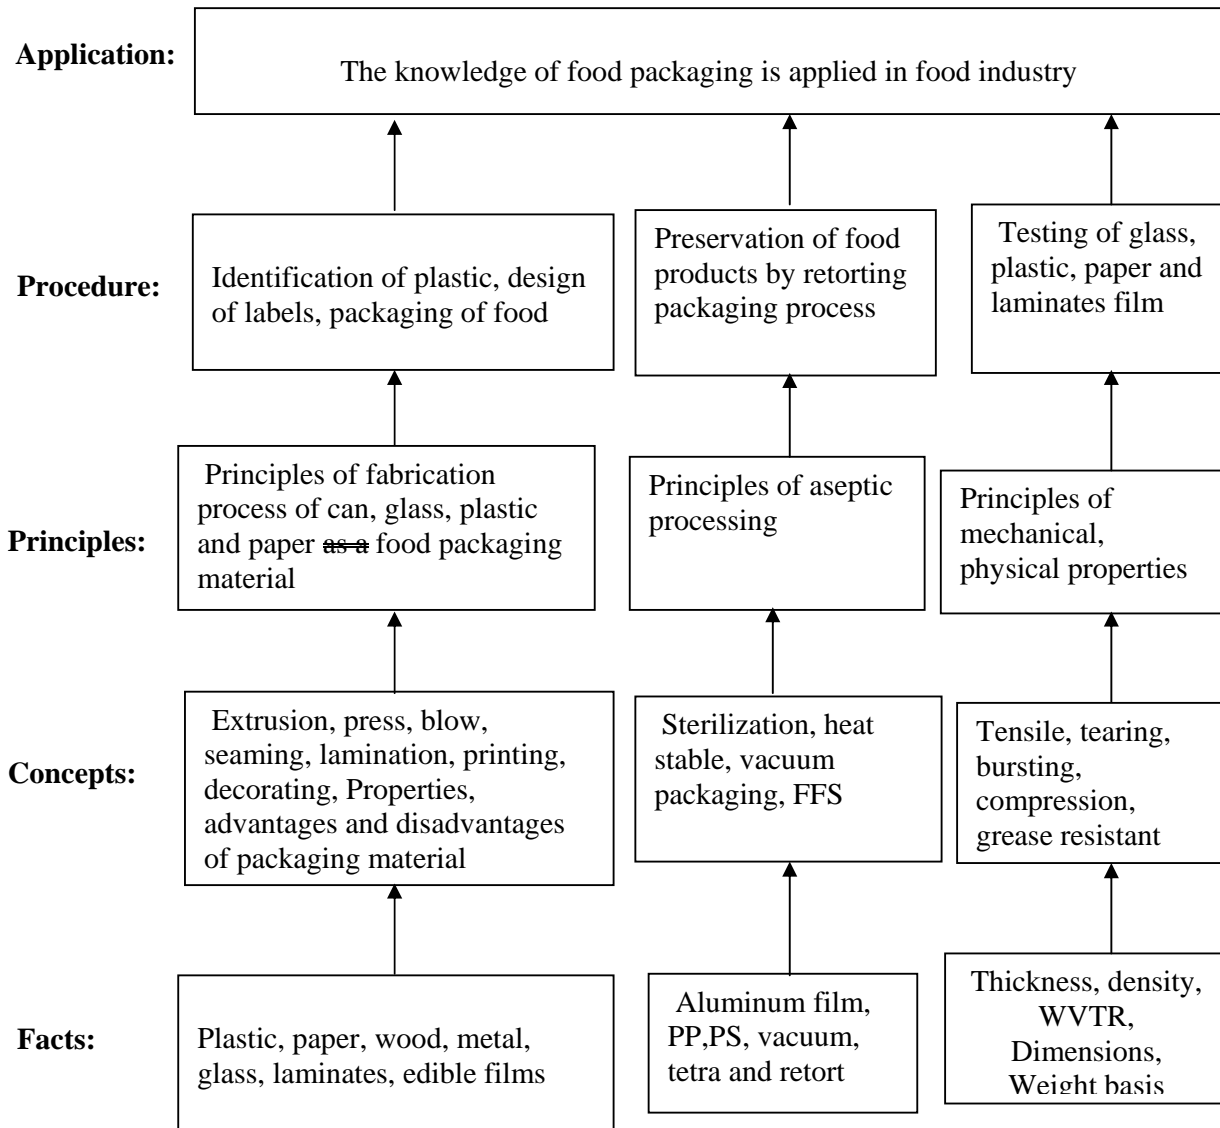 Application:
The knowledge of food packaging is applied in food industry
Procedure:
Identification of plastic, design
of labels, packaging of food
Preservation of food
products by retorting
packaging process
Testing of glass,
plastic, paper and
laminates film
Principles:
Principles of fabrication
process of can, glass, plastic
and paper as a food packaging
material
Principles of aseptic
processing
Principles of
mechanical,
physical properties
Concepts:
Extrusion, press, blow,
seaming, lamination, printing,
decorating, Properties,
advantages and disadvantages
of packaging material
Sterilization, heat
stable, vacuum
packaging, FFS
Tensile, tearing,
bursting,
compression,
grease resistant
Facts:
Plastic, paper, wood, metal,
glass, laminates, edible films
Aluminum film,
PP,PS, vacuum,
tetra and retort
Thickness, density,
WVTR,
Dimensions,
Weight basis